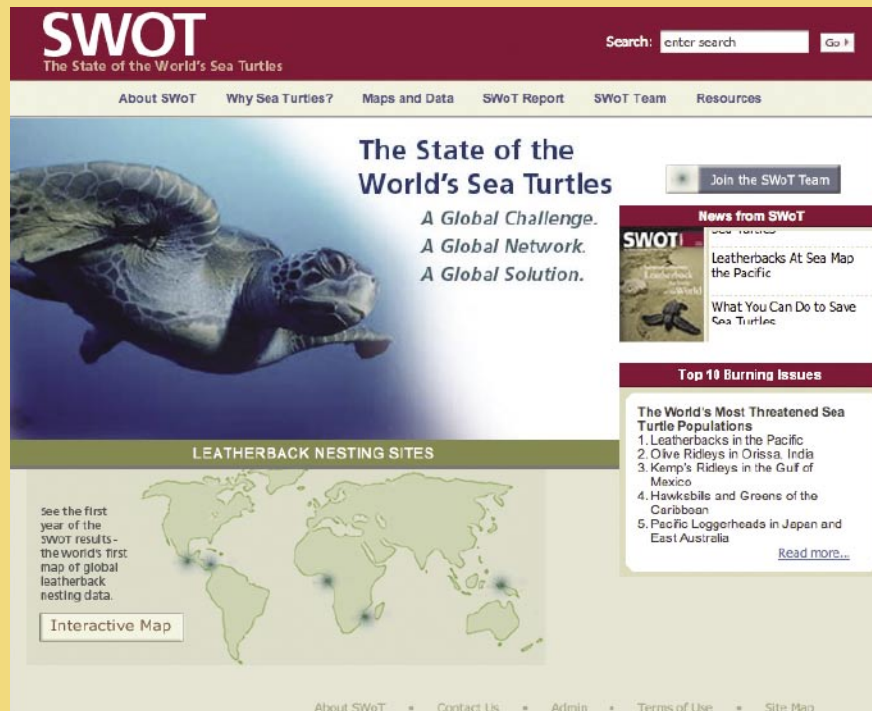 SWOT
The State of the World's Sea Turtles
Search: enter search Go
About SWoT Why Sea Turtles? Maps and Data SWoT Report SWoT Team Resources
The State of the
World's Sea Turtles
A Global Challenge.
A Global Network.
A Global Solution.
Join the SWoT Team
News from SWoT
SWOT
Leatherback
of the World
Sea Turtles
Leatherbacks At Sea Map
the Pacific
What You Can Do to Save
Sea Turtles
Top 10 Burning Issues
The World's Most Threatened Sea
Turtle Populations
1. Leatherbacks in the Pacific
2. Olive Ridleys in Orissa, India
3. Kemp's Ridleys in the Gulf of
Mexico
4. Hawksbills and Greens of the
Caribbean
5. Pacific Loggerheads in Japan and
East Australia
Read more...
LEATHERBACK NESTING SITES
See the first
year of the
SWOT results-
the world's first
map of global
leatherback
nesting data.
Interactive Map
About SWoT • Contact Us • Admin • Terms of Use • Site Map